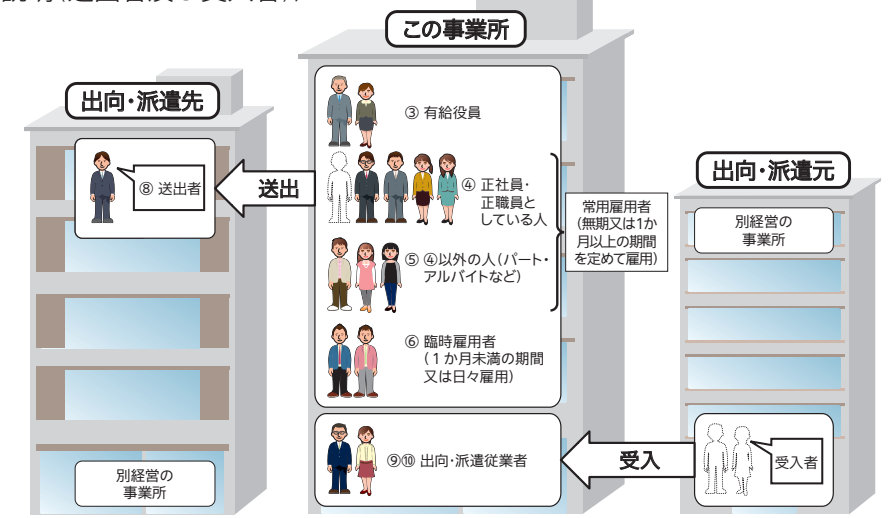 この事業所
出向・派遣先
⑧ 送出者
送出
別経営の
事業所
③ 有給役員
④ 正社員・
正職員と
している人
⑤ ④以外の人(パート・
アルバイトなど)
常用雇用者
(無期又は1か
月以上の期間
を定めて雇用)
⑥ 臨時雇用者
(1か月未満の期間
又は日々雇用)
⑨⑩ 出向・派遣従業者
出向・派遣元
別経営の
事業所
受入
受入者